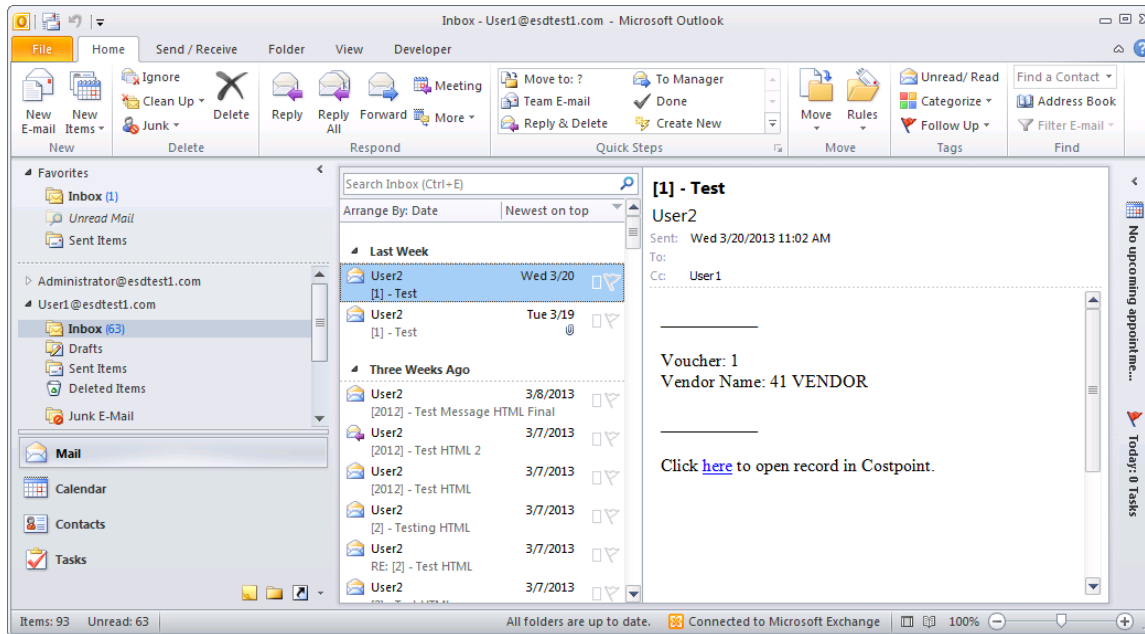 Inbox - User1@esdtest1.com - Microsoft Outlook
File Home Send / Receive Folder View Developer
New E-mail
New Items
New
Ignore
Clean Up
Junk
Delete
Delete
Reply
Reply All
Forward
Meeting
More
Respond
Move to: ?
Team E-mail
Reply & Delete
To Manager
Done
Create New
Quick Steps
Move
Rules
Move
Unread/ Read
Categorize
Follow Up
Tags
Find a Contact
Address Book
Filter E-mail
Find
Favorites
Inbox (1)
Unread Mail
Sent Items
Administrator@esdtest1.com
User1@esdtest1.com
Inbox (63)
Drafts
Sent Items
Deleted Items
Junk E-Mail
Mail
Calendar
Contacts
Tasks
Search Inbox (Ctrl+E)
Arrange By: Date Newest on top
Last Week
User2 Wed 3/20
[1] - Test
User2 Tue 3/19
[1] - Test
Three Weeks Ago
User2 3/8/2013
[2012] - Test Message HTML Final
User2 3/7/2013
[2012] - Test HTML 2
User2 3/7/2013
[2012] - Test HTML
User2 3/7/2013
[2] - Testing HTML
User2 3/7/2013
RE: [2] - Test HTML
User2 3/7/2013
[1] - Test
User2
Sent: Wed 3/20/2013 11:02 AM
To:
Cc: User1
Voucher: 1
Vendor Name: 41 VENDOR
Click here to open record in Costpoint.
No upcoming appointme...
Today: 0 Tasks
Items: 93 Unread: 63 All folders are up to date. Connected to Microsoft Exchange 100%